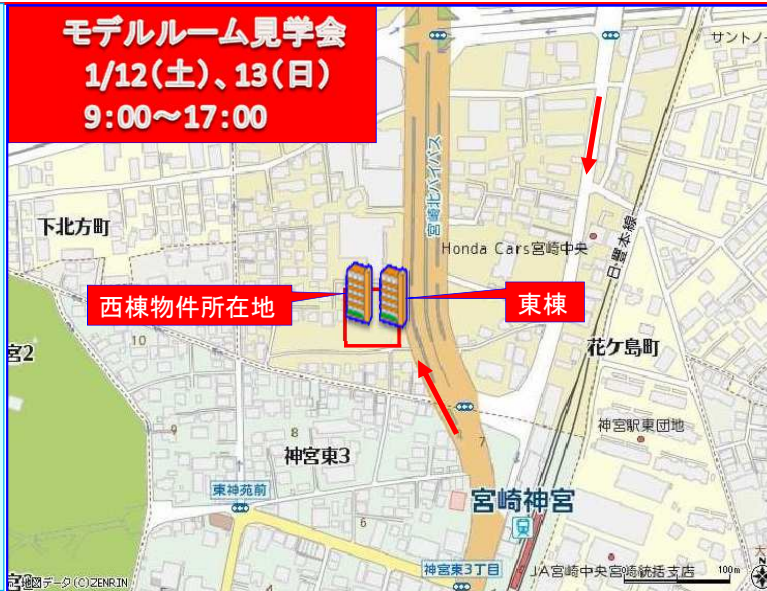 モデルルーム見学会
1/12(土)、13(日)
9:00～17:00
サントノー
宮崎北バイパス
下北方町
Honda Cars宮崎中央
日豊本線
西棟物件所在地
東棟
花ケ島町
宮2
10
神宮駅東団地
9
8
7
神宮東3
東神苑前
宮崎神宮
6
神宮東3丁目
JA宮崎中央宮崎統括支店
100m
大
N
地図データ(C)ZENRIN